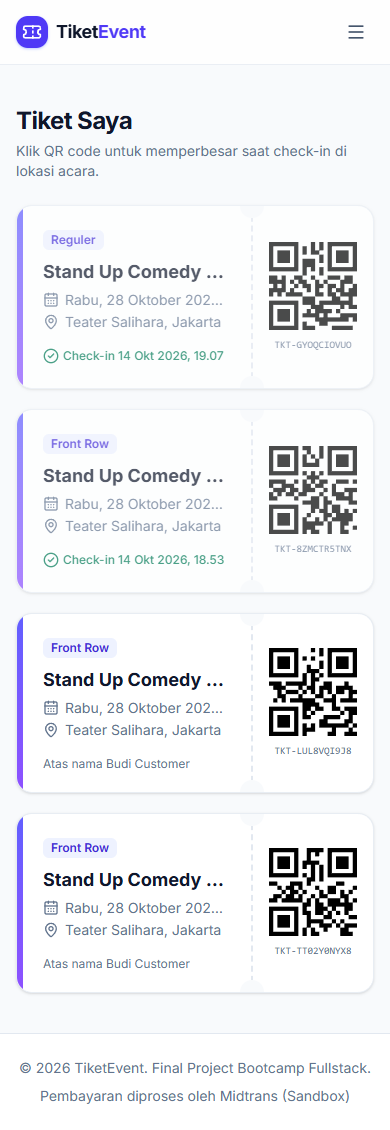 TiketEvent
Tiket Saya
Klik QR code untuk memperbesar saat check-in di
lokasi acara.
Reguler
Stand Up Comedy ...
Rabu, 28 Oktober 202...
Teater Salihara, Jakarta
Check-in 14 Okt 2026, 19.07
TKT-GYOQCIOVUO
Front Row
Stand Up Comedy ...
Rabu, 28 Oktober 202...
Teater Salihara, Jakarta
Check-in 14 Okt 2026, 18.53
TKT-8ZMCTR5TNX
Front Row
Stand Up Comedy ...
Rabu, 28 Oktober 202...
Teater Salihara, Jakarta
Atas nama Budi Customer
TKT-LUL8VQI9J8
Front Row
Stand Up Comedy ...
Rabu, 28 Oktober 202...
Teater Salihara, Jakarta
Atas nama Budi Customer
TKT-TT02Y0NYX8
© 2026 TiketEvent. Final Project Bootcamp Fullstack.
Pembayaran diproses oleh Midtrans (Sandbox)